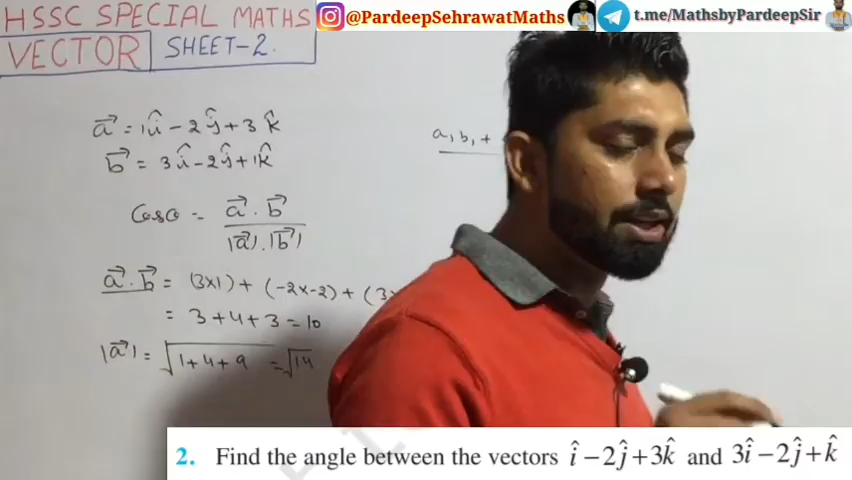 HSSC SPECIAL MATHS
@PardeepSehrawatMaths
t.me/MathsbyPardeepSir
VECTOR SHEET-2.
a⃗ = 1î − 2ĵ + 3k̂
b⃗ = 3î − 2ĵ + 1k̂
a₁b₁ +
Cosθ = a⃗ . b⃗
|a⃗| . |b⃗|
a⃗ . b⃗ = (3×1) + (−2×−2) + (3×
= 3 + 4 + 3 = 10
|a⃗| = √1+4+9 = √14
2. Find the angle between the vectors î − 2ĵ + 3k̂ and 3î − 2ĵ + k̂